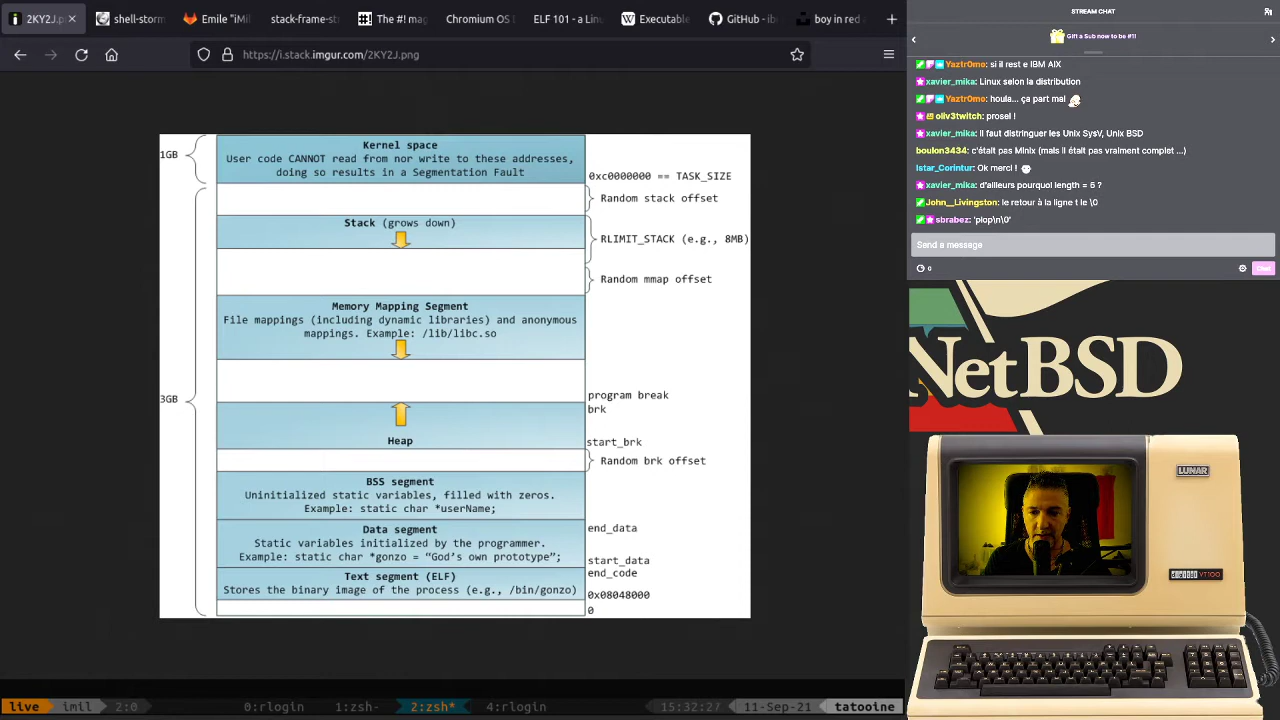 2KY2J.pn
shell-storm
Emile "iMil
stack-frame-st
The #! mag
Chromium OS
ELF 101 - a Lin
Executable
GitHub - ib
boy in red
https://i.stack.imgur.com/2KY2J.png
1GB
Kernel space
User code CANNOT read from nor write to these addresses,
doing so results in a Segmentation Fault
0xc0000000 == TASK_SIZE
Random stack offset
Stack (grows down)
RLIMIT_STACK (e.g., 8MB)
Random mmap offset
Memory Mapping Segment
File mappings (including dynamic libraries) and anonymous
mappings. Example: /lib/libc.so
3GB
program break
brk
Heap
start_brk
Random brk offset
BSS segment
Uninitialized static variables, filled with zeros.
Example: static char *userName;
Data segment
Static variables initialized by the programmer.
Example: static char *gonzo = “God’s own prototype”;
end_data
start_data
Text segment (ELF)
Stores the binary image of the process (e.g., /bin/gonzo)
end_code
0x08048000
0
live imil 2:0 0:rlogin 1:zsh- 2:zsh* 4:rlogin 15:32:27 11-Sep-21 tatooine
STREAM CHAT
Gift a Sub now to be #1!
Yaztr0mo: si il rest e IBM AIX
xavier_mika: Linux selon la distribution
Yaztr0mo: houla... ça part mal
oliv3twitch: prosel !
xavier_mika: Il faut distringuer les Unix SysV, Unix BSD
boulon3434: c'était pas Minix (mais il était pas vraiment complet ...)
Istar_Corintur: Ok merci !
xavier_mika: d'ailleurs pourquoi length = 6 ?
John__Livingston: le retour à la ligne t le \0
sbrabez: 'plop\n\0'
Send a message
0
Chat
NetBSD
LUNAR
VT100